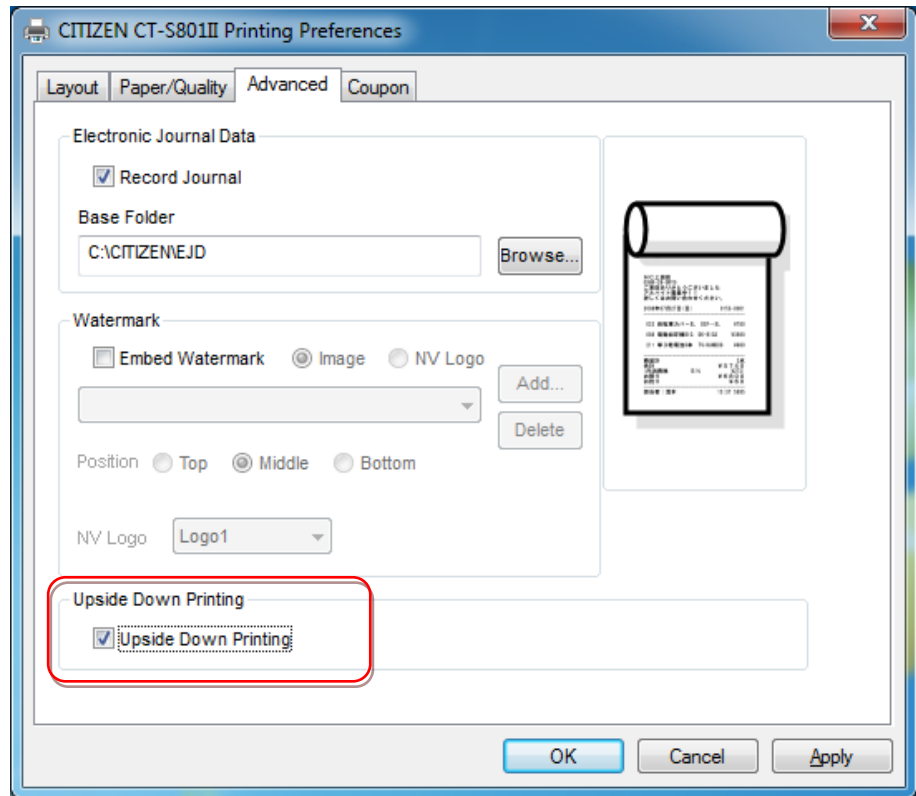 CITIZEN CT-S801II Printing Preferences
Layout Paper/Quality Advanced Coupon
Electronic Journal Data
Record Journal
Base Folder
C:\CITIZEN\EJD
Browse...
Watermark
Embed Watermark Image NV Logo
Add...
Delete
Position Top Middle Bottom
NV Logo Logo1
Upside Down Printing
Upside Down Printing
OK Cancel Apply